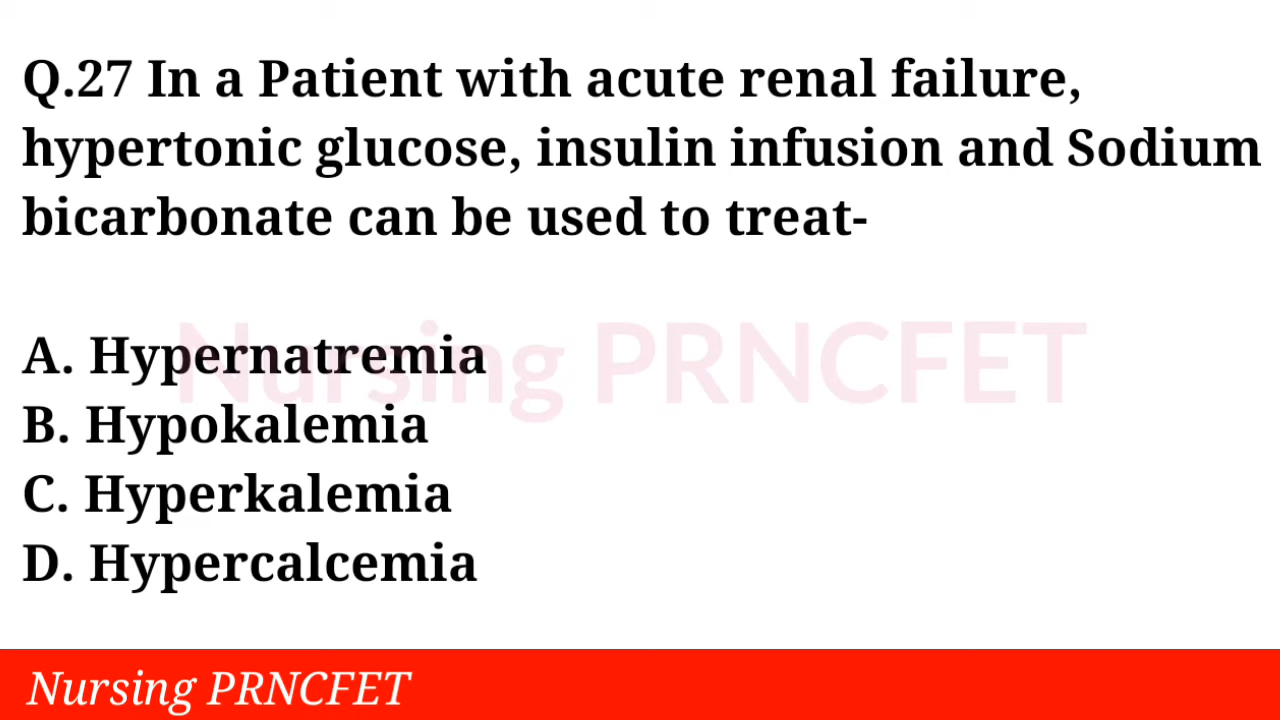 Q.27 In a Patient with acute renal failure,
hypertonic glucose, insulin infusion and Sodium
bicarbonate can be used to treat-
Nursing PRNCFET
A. Hypernatremia
B. Hypokalemia
C. Hyperkalemia
D. Hypercalcemia
Nursing PRNCFET